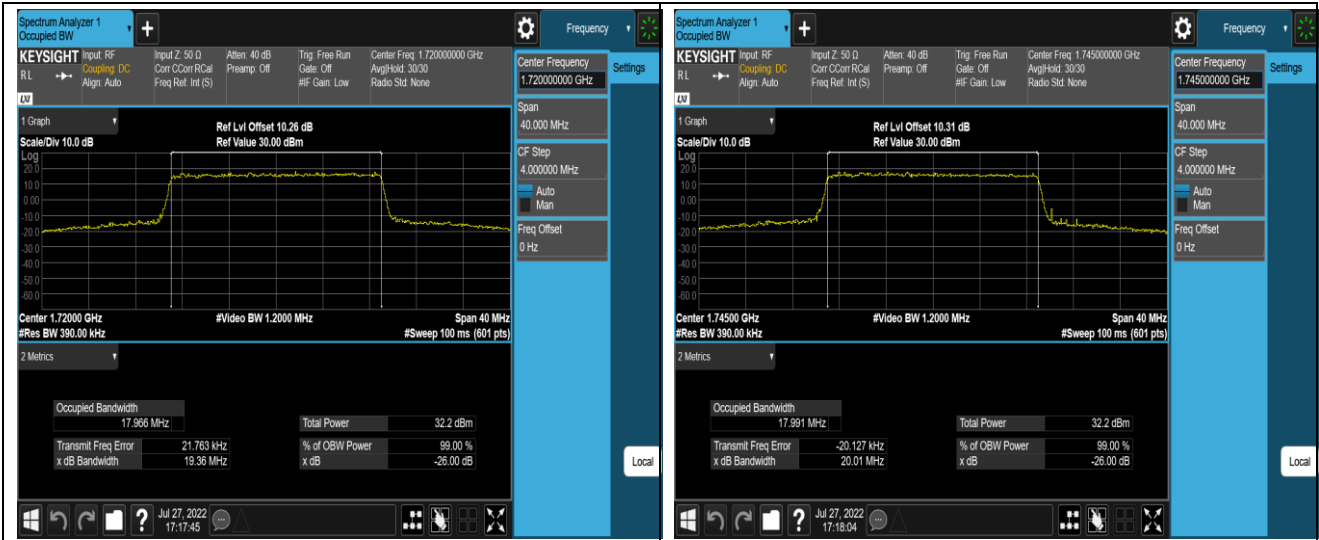 Spectrum Analyzer 1
Occupied BW
+
Frequency
KEYSIGHT Input: RF Input Z: 50 Ω Atten: 40 dB Trig: Free Run Center Freq: 1.720000000 GHz
Coupling: DC Corr CCorr RCal Preamp: Off Gate: Off Avg|Hold: 30/30
RL Align: Auto Freq Ref: Int (S) #IF Gain: Low Radio Std: None
LXI
Center Frequency
1.720000000 GHz
Settings
Span
40.000 MHz
CF Step
4.000000 MHz
Auto
Man
Freq Offset
0 Hz
1 Graph
Ref Lvl Offset 10.26 dB
Scale/Div 10.0 dB Ref Value 30.00 dBm
Log
20.0
10.0
0.00
-10.0
-20.0
-30.0
-40.0
-50.0
-60.0
Center 1.72000 GHz #Video BW 1.2000 MHz Span 40 MHz
#Res BW 390.00 kHz #Sweep 100 ms (601 pts)
2 Metrics
Occupied Bandwidth
17.966 MHz Total Power 32.2 dBm
Transmit Freq Error 21.763 kHz % of OBW Power 99.00 %
x dB Bandwidth 19.36 MHz x dB -26.00 dB
Local
? Jul 27, 2022
17:17:45
Spectrum Analyzer 1
Occupied BW
+
Frequency
KEYSIGHT Input: RF Input Z: 50 Ω Atten: 40 dB Trig: Free Run Center Freq: 1.745000000 GHz
Coupling: DC Corr CCorr RCal Preamp: Off Gate: Off Avg|Hold: 30/30
RL Align: Auto Freq Ref: Int (S) #IF Gain: Low Radio Std: None
LXI
Center Frequency
1.745000000 GHz
Settings
Span
40.000 MHz
CF Step
4.000000 MHz
Auto
Man
Freq Offset
0 Hz
1 Graph
Ref Lvl Offset 10.31 dB
Scale/Div 10.0 dB Ref Value 30.00 dBm
Log
20.0
10.0
0.00
-10.0
-20.0
-30.0
-40.0
-50.0
-60.0
Center 1.74500 GHz #Video BW 1.2000 MHz Span 40 MHz
#Res BW 390.00 kHz #Sweep 100 ms (601 pts)
2 Metrics
Occupied Bandwidth
17.991 MHz Total Power 32.2 dBm
Transmit Freq Error -20.127 kHz % of OBW Power 99.00 %
x dB Bandwidth 20.01 MHz x dB -26.00 dB
Local
? Jul 27, 2022
17:18:04